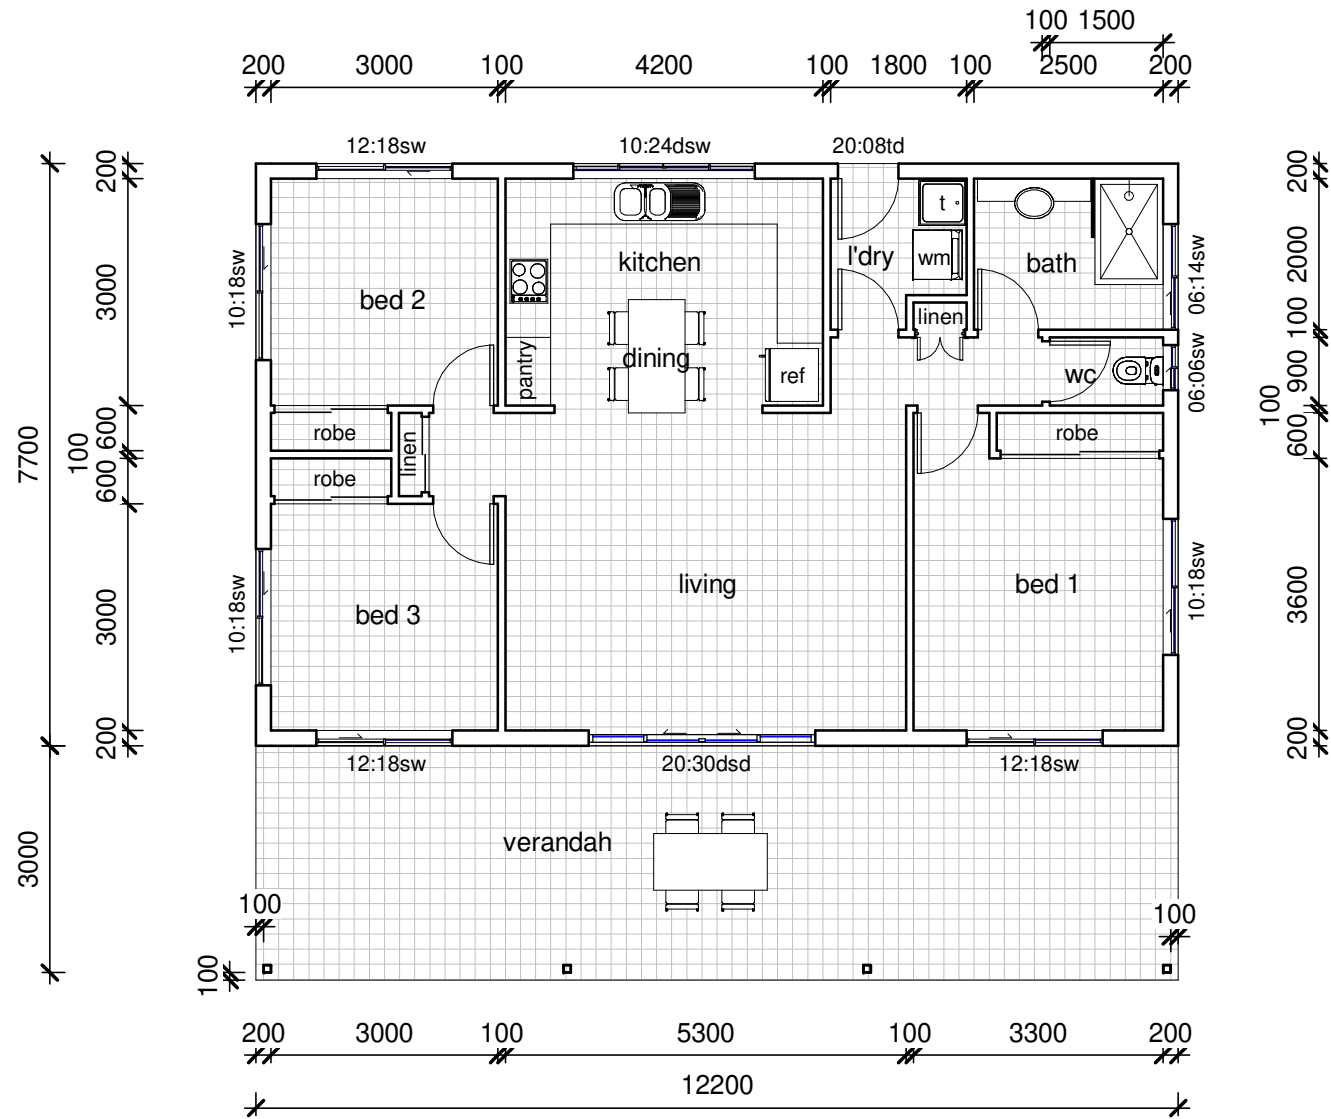 100 1500
200 3000 100 4200 100 1800 100 2500 200
12:18sw 10:24dsw 20:08td
200 200
t
l'dry wm bath
kitchen
10:18sw 3000 bed 2 06:14sw 2000
linen 100
dining pantry ref wc 06:06sw 900
7700 100 600 robe linen robe 100 600
600 robe
10:18sw 3000 bed 3 living bed 1 10:18sw 3600
200 200
12:18sw 20:30dsd 12:18sw
3000 verandah
100 100
100
200 3000 100 5300 100 3300 200
12200